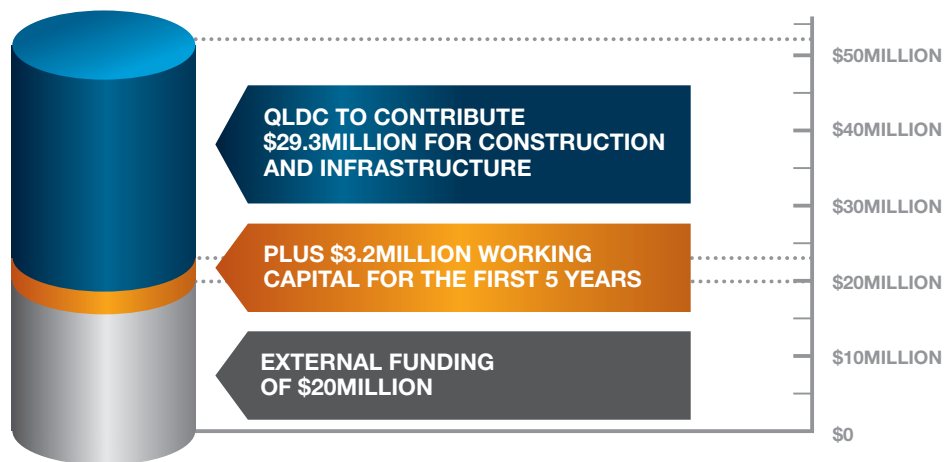 $50MILLION
QLDC TO CONTRIBUTE
$29.3MILLION FOR CONSTRUCTION
AND INFRASTRUCTURE
$40MILLION
$30MILLION
PLUS $3.2MILLION WORKING
CAPITAL FOR THE FIRST 5 YEARS
$20MILLION
EXTERNAL FUNDING
OF $20MILLION
$10MILLION
$0